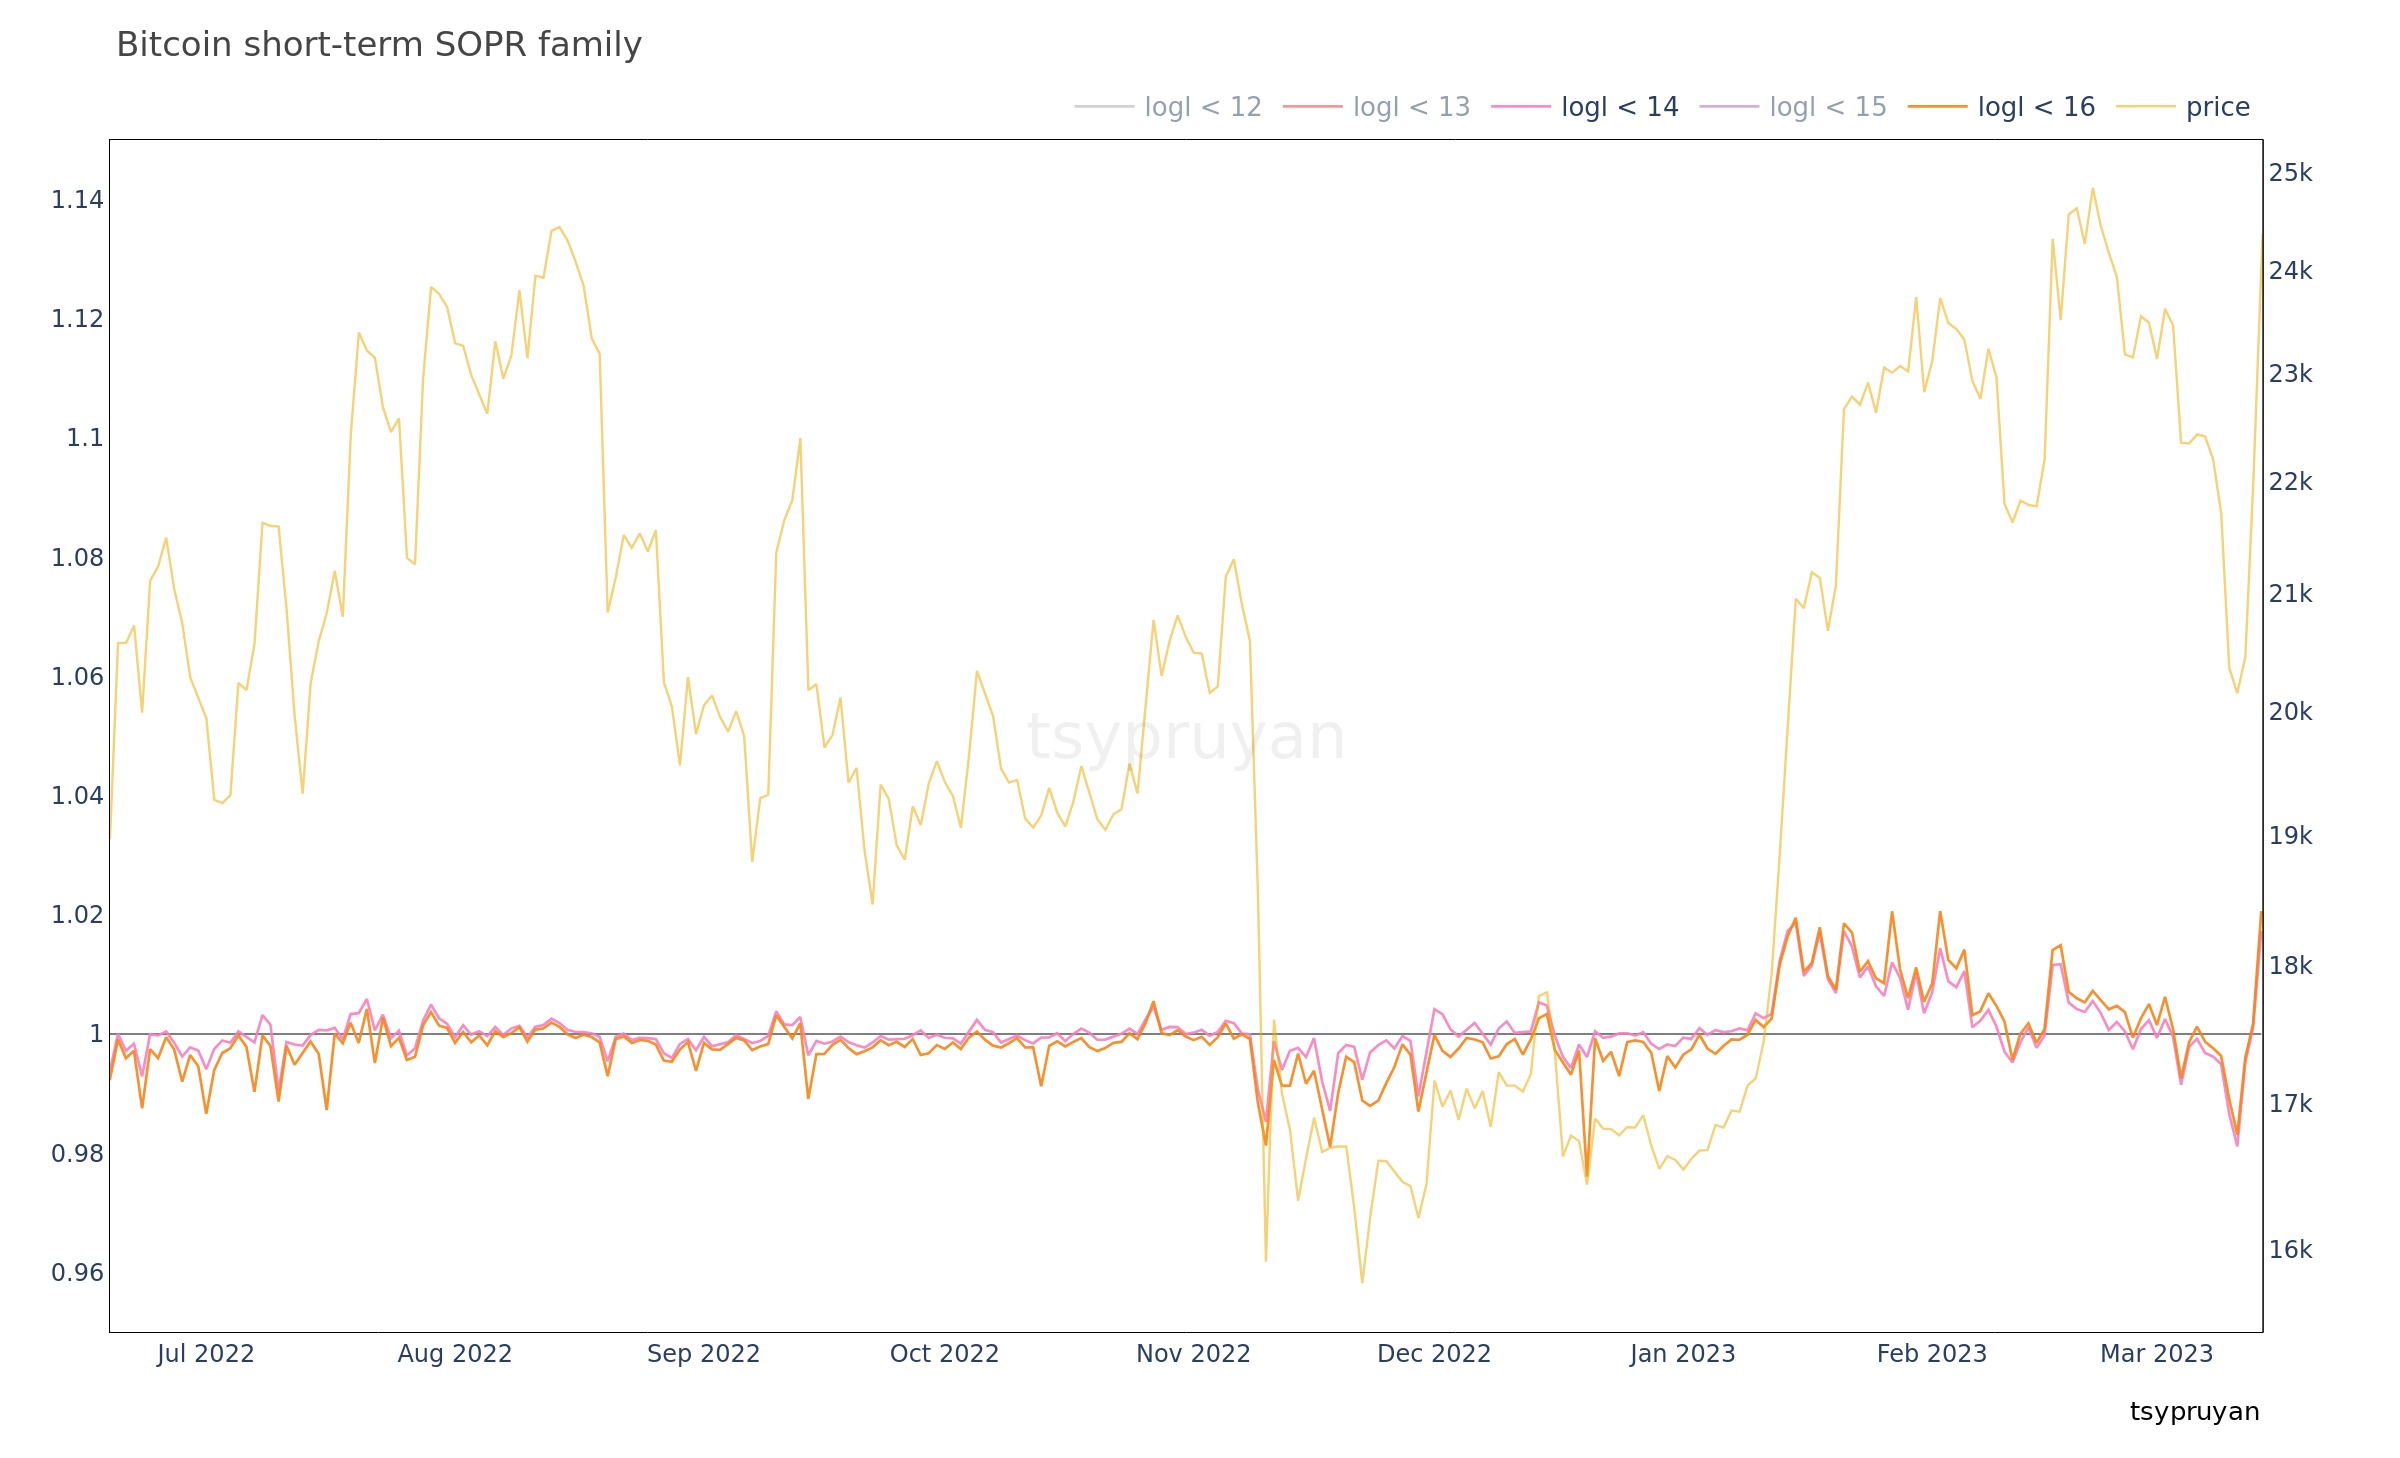 Bitcoin short-term SOPR family
logl < 12 logl < 13 logl < 14 logl < 15 logl < 16 price
1.14
1.12
1.1
1.08
1.06
1.04
1.02
1
0.98
0.96
25k
24k
23k
22k
21k
20k
19k
18k
17k
16k
tsypruyan
Jul 2022 Aug 2022 Sep 2022 Oct 2022 Nov 2022 Dec 2022 Jan 2023 Feb 2023 Mar 2023
tsypruyan